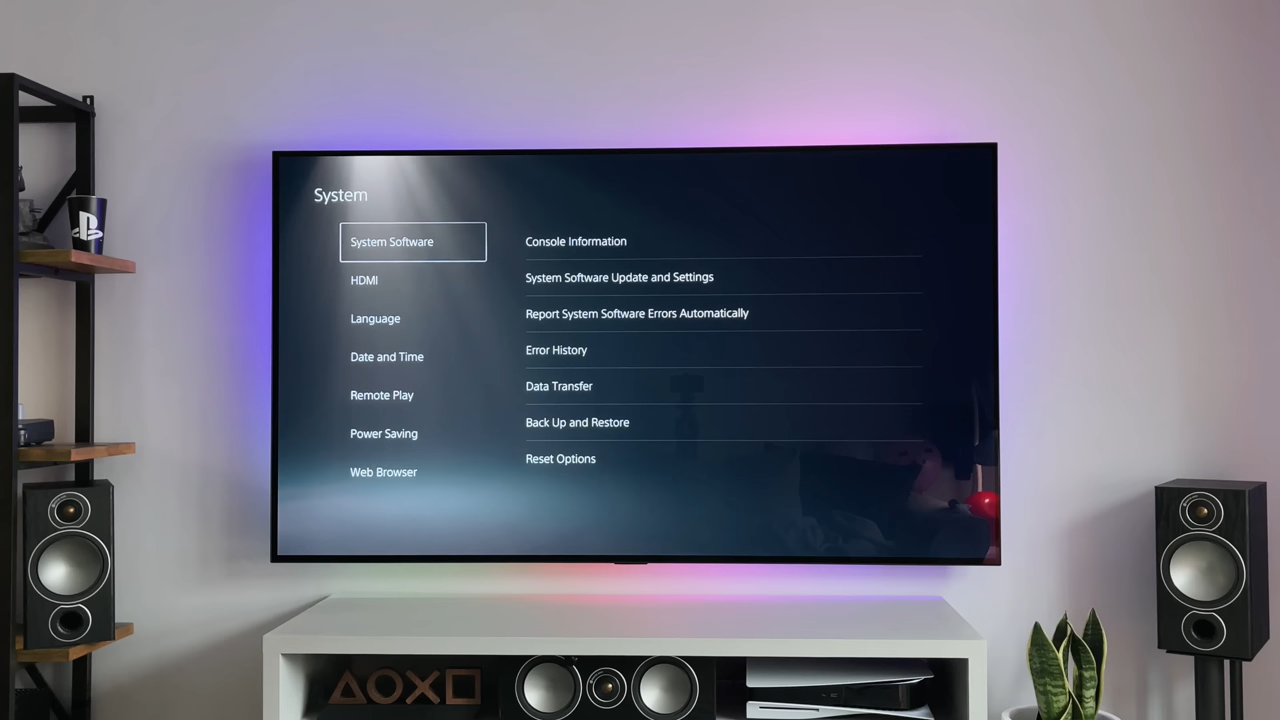 System
System Software
HDMI
Language
Date and Time
Remote Play
Power Saving
Web Browser
Console Information
System Software Update and Settings
Report System Software Errors Automatically
Error History
Data Transfer
Back Up and Restore
Reset Options